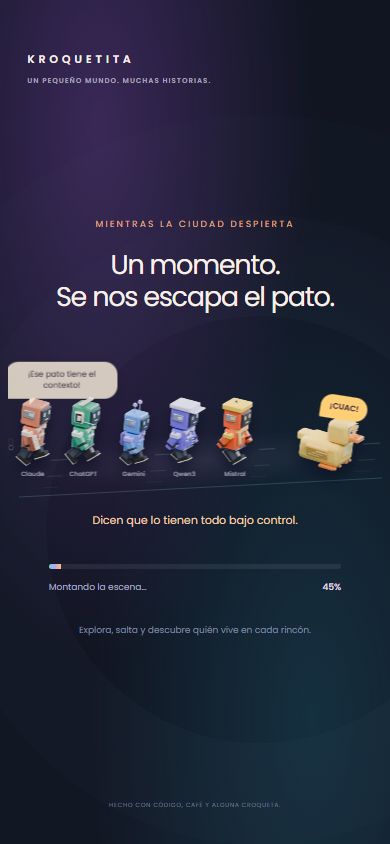 KROQUETITA
UN PEQUEÑO MUNDO. MUCHAS HISTORIAS.
MIENTRAS LA CIUDAD DESPIERTA
Un momento.
Se nos escapa el pato.
¡Ese pato tiene el
contexto!
¡CUAC!
Claude
ChatGPT
Gemini
Qwen3
Mistral
Dicen que lo tienen todo bajo control.
Montando la escena…
45%
Explora, salta y descubre quién vive en cada rincón.
HECHO CON CÓDIGO, CAFÉ Y ALGUNA CROQUETA.